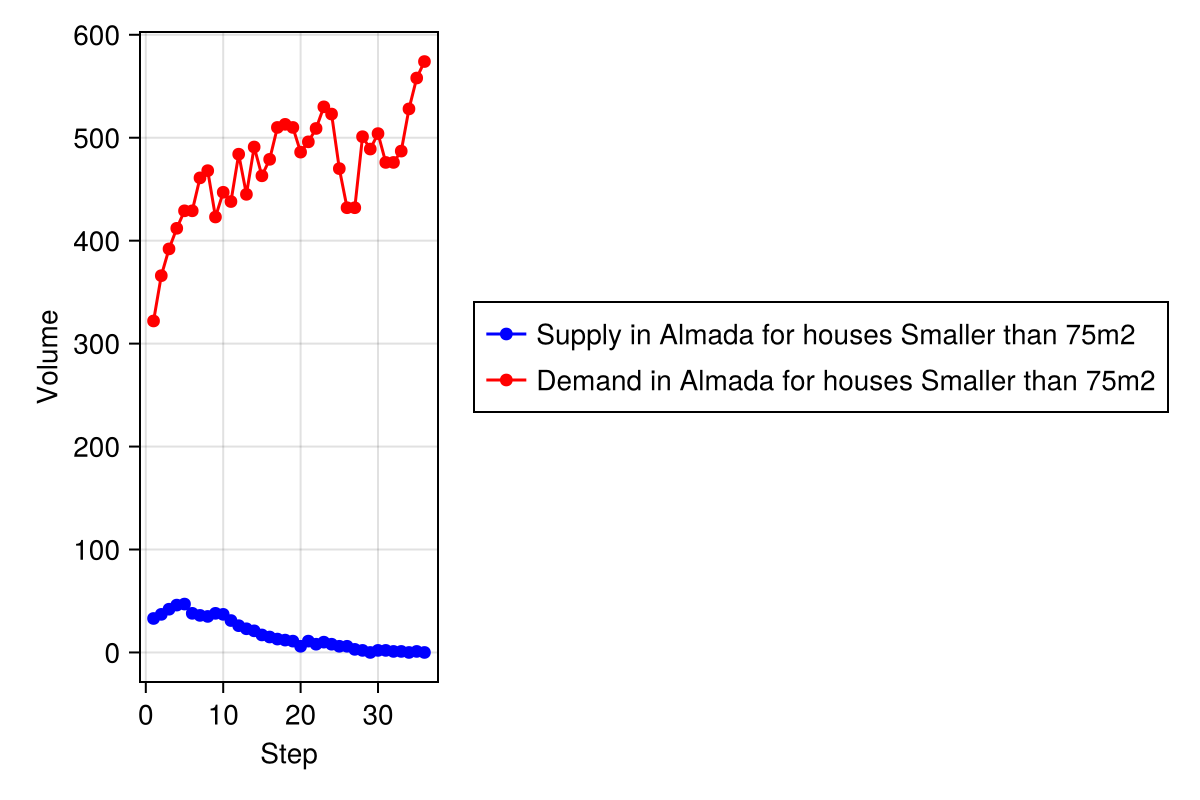 600
500
400
300
200
100
0
Volume
0 10 20 30
Step
Supply in Almada for houses Smaller than 75m2
Demand in Almada for houses Smaller than 75m2